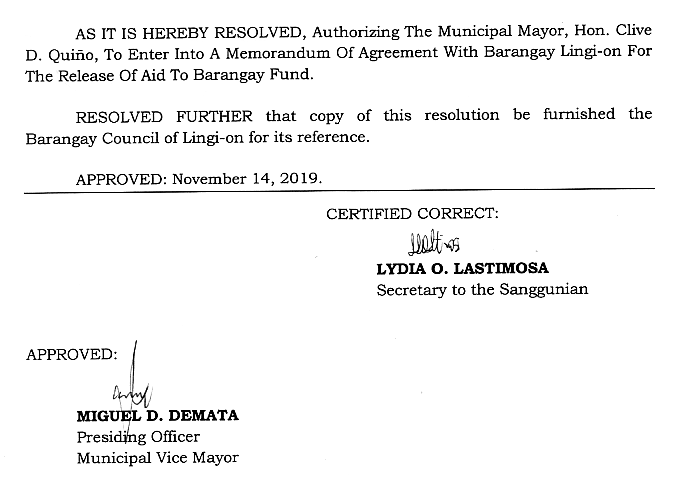 AS IT IS HEREBY RESOLVED, Authorizing The Municipal Mayor, Hon. Clive
D. Quiño, To Enter Into A Memorandum Of Agreement With Barangay Lingi-on For
The Release Of Aid To Barangay Fund.
RESOLVED FURTHER that copy of this resolution be furnished the
Barangay Council of Lingi-on for its reference.
APPROVED: November 14, 2019.
CERTIFIED CORRECT:
LYDIA O. LASTIMOSA
Secretary to the Sanggunian
APPROVED:
MIGUEL D. DEMATA
Presiding Officer
Municipal Vice Mayor